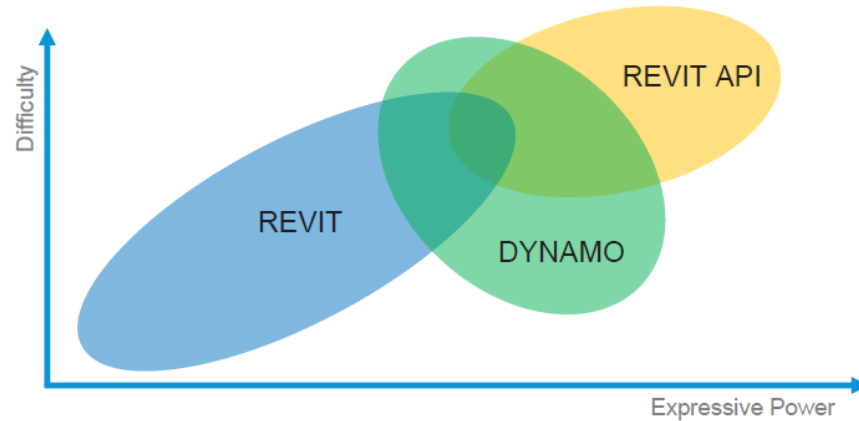 Difficulty
REVIT API
REVIT
DYNAMO
Expressive Power